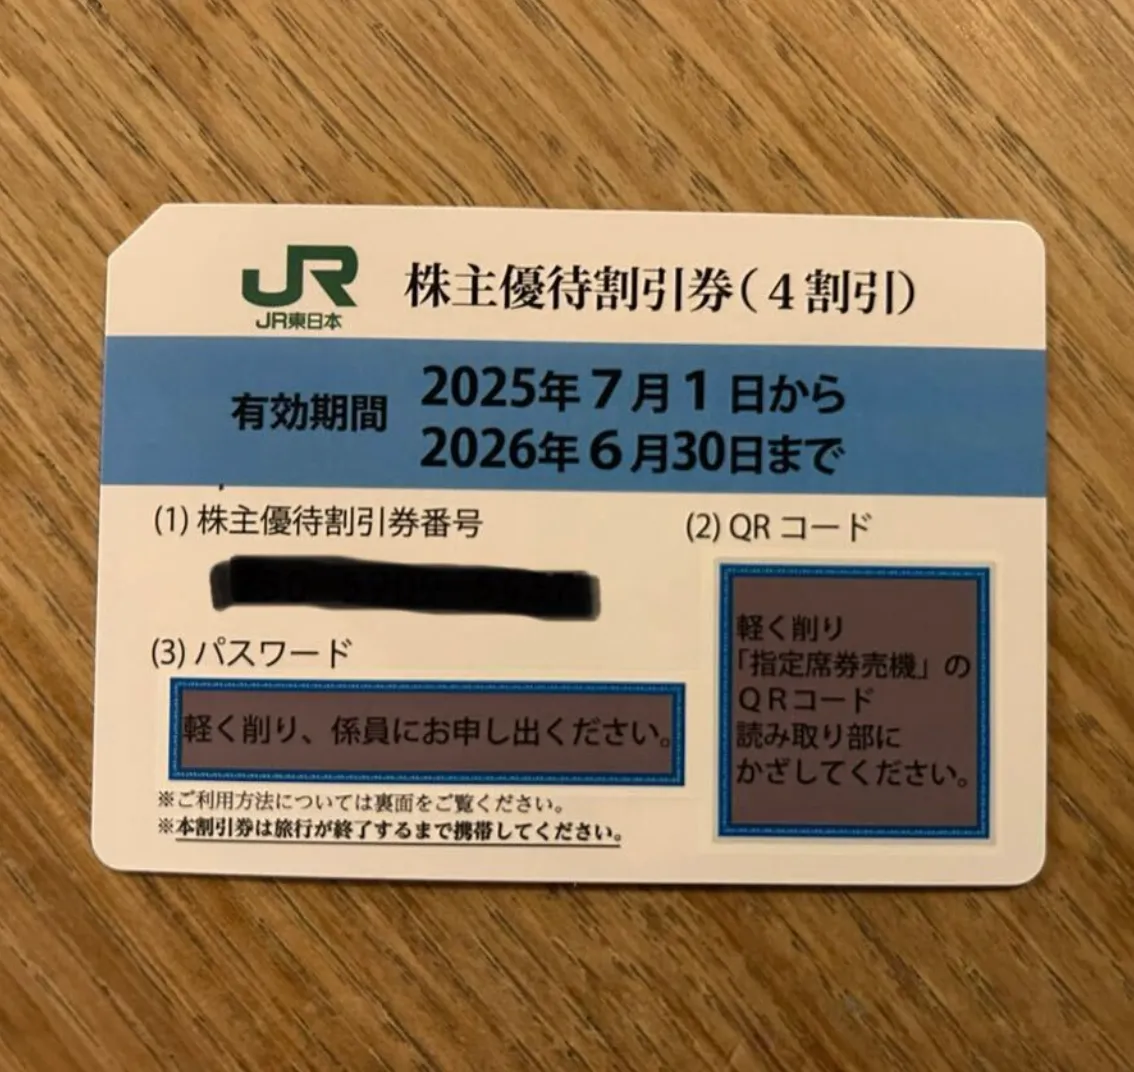 JR
JR東日本
株主優待割引券(4割引)
有効期間
2025年7月1日から
2026年6月30日まで
(1) 株主優待割引券番号
(2) QRコード
(3) パスワード
軽く削り、係員にお申し出ください。
軽く削り
「指定席券売機」の
QRコード
読み取り部に
かざしてください。
※ご利用方法については裏面をご覧ください。
※本割引券は旅行が終了するまで携帯してください。